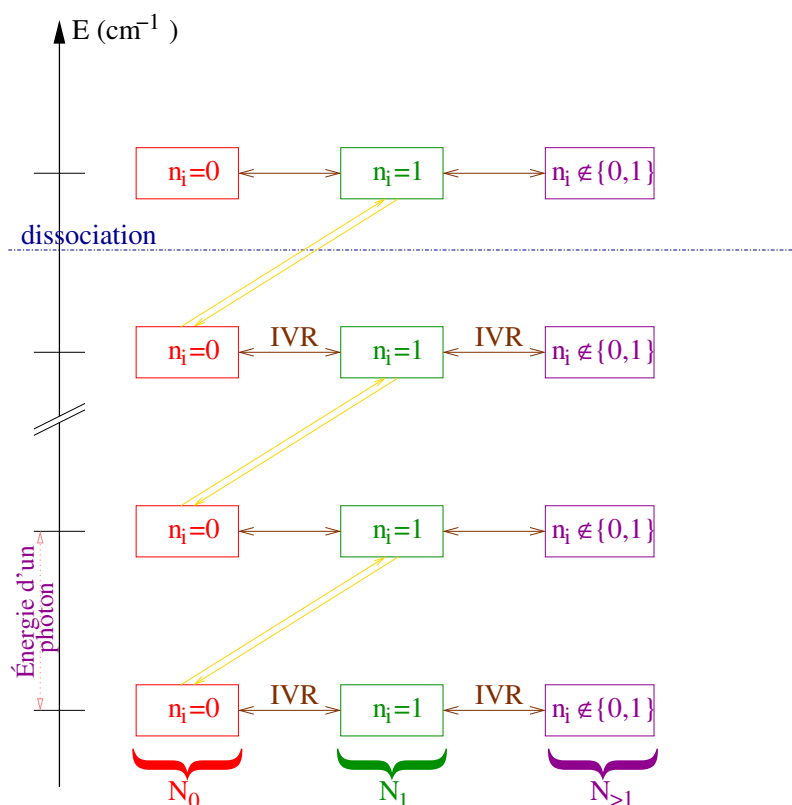 E (cm⁻¹ )
nᵢ=0 nᵢ=1 nᵢ ∉{0,1}
dissociation
IVR IVR
nᵢ=0 nᵢ=1 nᵢ ∉{0,1}
nᵢ=0 nᵢ=1 nᵢ ∉{0,1}
Énergie d'un
photon
IVR IVR
nᵢ=0 nᵢ=1 nᵢ ∉{0,1}
N₀ N₁ N>1